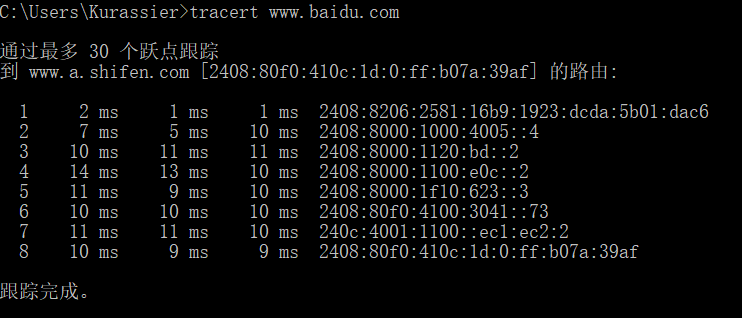 C:\Users\Kurassier>tracert www.baidu.com
通过最多 30 个跃点跟踪
到 www.a.shifen.com [2408:80f0:410c:1d:0:ff:b07a:39af] 的路由:
1 2 ms 1 ms 1 ms 2408:8206:2581:16b9:1923:dcda:5b01:dac6
2 7 ms 5 ms 10 ms 2408:8000:1000:4005::4
3 10 ms 11 ms 11 ms 2408:8000:1120:bd::2
4 14 ms 13 ms 10 ms 2408:8000:1100:e0c::2
5 11 ms 9 ms 10 ms 2408:8000:1f10:623::3
6 10 ms 10 ms 10 ms 2408:80f0:4100:3041::73
7 11 ms 11 ms 10 ms 240c:4001:1100::ec1:ec2:2
8 10 ms 9 ms 9 ms 2408:80f0:410c:1d:0:ff:b07a:39af
跟踪完成。